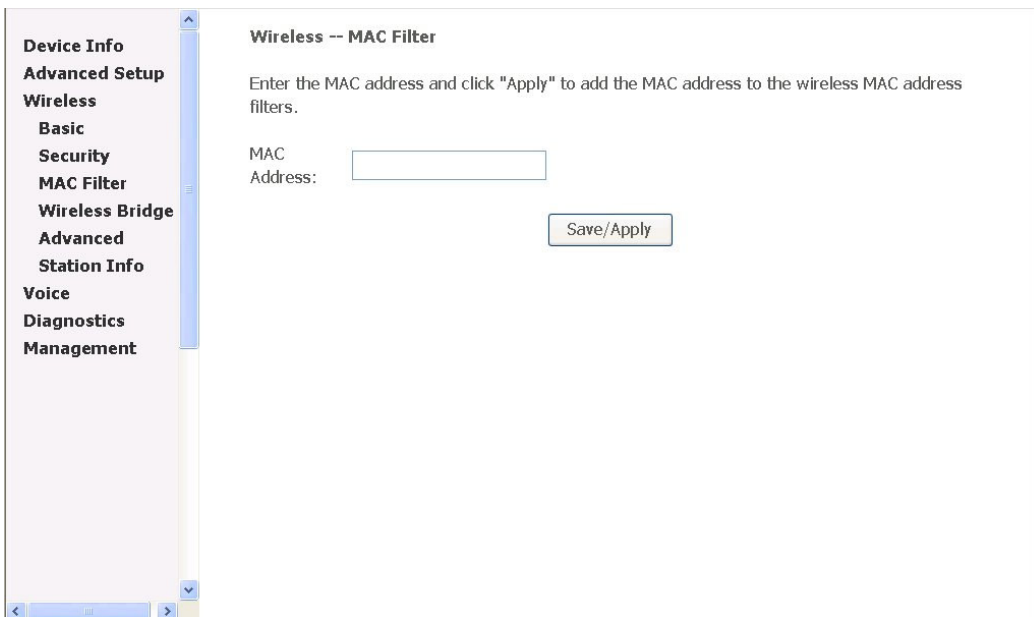 Device Info
Advanced Setup
Wireless
Basic
Security
MAC Filter
Wireless Bridge
Advanced
Station Info
Voice
Diagnostics
Management
Wireless -- MAC Filter
Enter the MAC address and click "Apply" to add the MAC address to the wireless MAC address
filters.
MAC
Address:
Save/Apply